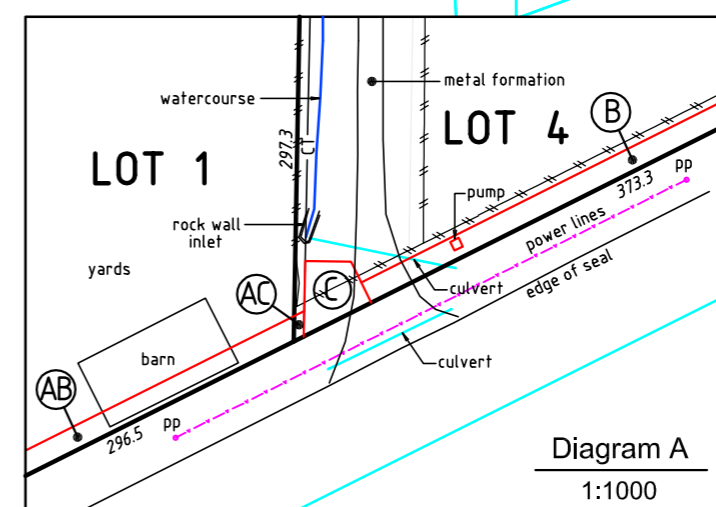 metal formation
watercourse
B
LOT 4
297.3
CT
LOT 1
373.3
PP
pump
rock wall
inlet
power lines
yards
edge of seal
AC
C
culvert
barn
culvert
AB
PP
296.5
Diagram A
1:1000